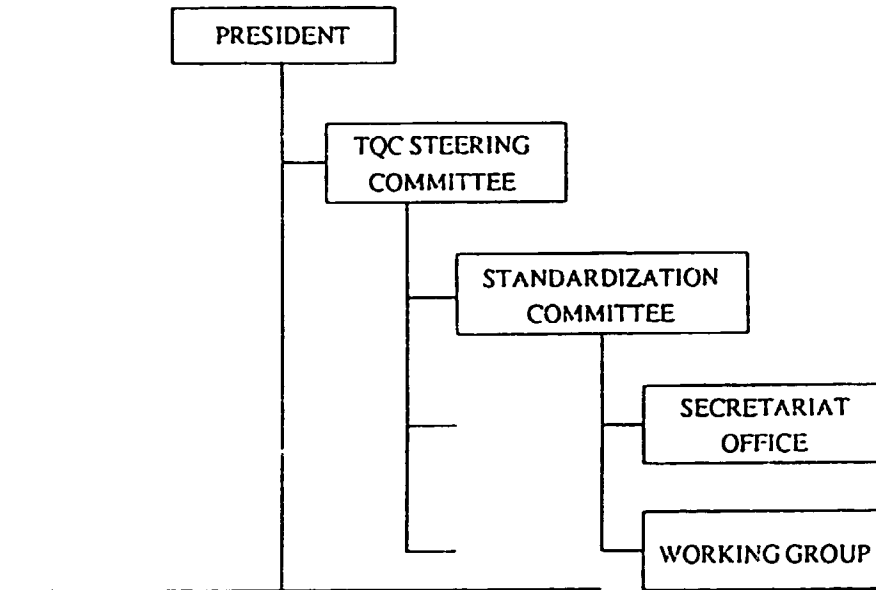 PRESIDENT
TQC STEERING
COMMITTEE
STANDARDIZATION
COMMITTEE
SECRETARIAT
OFFICE
WORKING GROUP